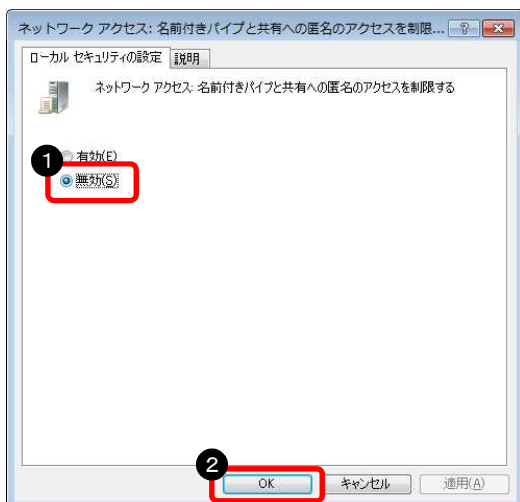 ネットワーク アクセス: 名前付きパイプと共有への匿名のアクセスを制限...
ローカル セキュリティの設定 説明
ネットワーク アクセス: 名前付きパイプと共有への匿名のアクセスを制限する
1
有効(E)
無効(S)
2
OK キャンセル 適用(A)